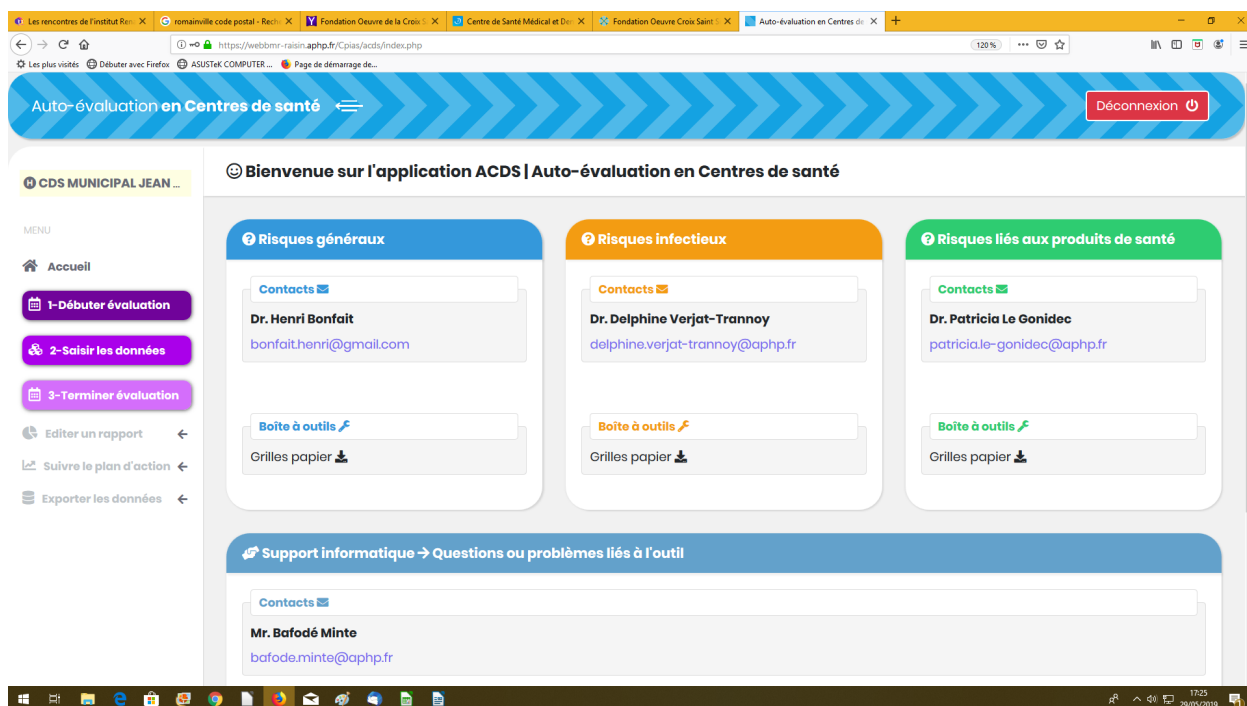 Les rencontres de l'institut Ren
romainville code postal - Rech
Fondation Oeuvre de la Croix S
Centre de Santé Médical et Den
Fondation Oeuvre Croix Saint S
Auto-évaluation en Centres de
https://webbmr-raisin.aphp.fr/Cpias/acds/index.php
120%
Les plus visités
Débuter avec Firefox
ASUSTeK COMPUTER ...
Page de démarrage de...
Auto-évaluation en Centres de santé
Déconnexion
CDS MUNICIPAL JEAN ...
Bienvenue sur l'application ACDS | Auto-évaluation en Centres de santé
MENU
Accueil
1-Débuter évaluation
2-Saisir les données
3-Terminer évaluation
Editer un rapport
Suivre le plan d'action
Exporter les données
Risques généraux
Contacts
Dr. Henri Bonfait
bonfait.henri@gmail.com
Boîte à outils
Grilles papier
Risques infectieux
Contacts
Dr. Delphine Verjat-Trannoy
delphine.verjat-trannoy@aphp.fr
Boîte à outils
Grilles papier
Risques liés aux produits de santé
Contacts
Dr. Patricia Le Gonidec
patricia.le-gonidec@aphp.fr
Boîte à outils
Grilles papier
Support informatique → Questions ou problèmes liés à l'outil
Contacts
Mr. Bafodé Minte
bafode.minte@aphp.fr
17:25
29/05/2019